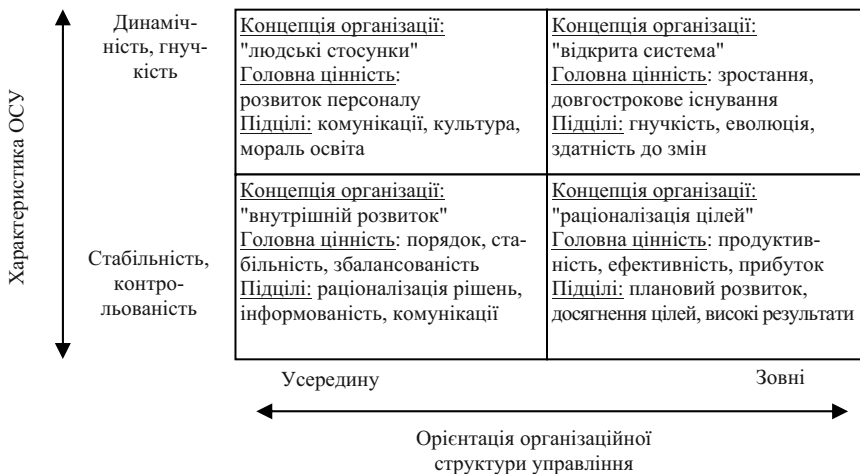 Характеристика ОСУ
Динаміч-
ність, гнуч-
кість
Концепція організації:
"людські стосунки"
Головна цінність:
розвиток персоналу
Підцілі: комунікації, культура,
мораль освіта
Концепція організації:
"відкрита система"
Головна цінність: зростання,
довгострокове існування
Підцілі: гнучкість, еволюція,
здатність до змін
Стабільність,
контро-
льованість
Концепція організації:
"внутрішній розвиток"
Головна цінність: порядок, ста-
більність, збалансованість
Підцілі: раціоналізація рішень,
інформованість, комунікації
Концепція організації:
"раціоналізація цілей"
Головна цінність: продуктив-
ність, ефективність, прибуток
Підцілі: плановий розвиток,
досягнення цілей, високі результати
Усередину
Зовні
Орієнтація організаційної
структури управління